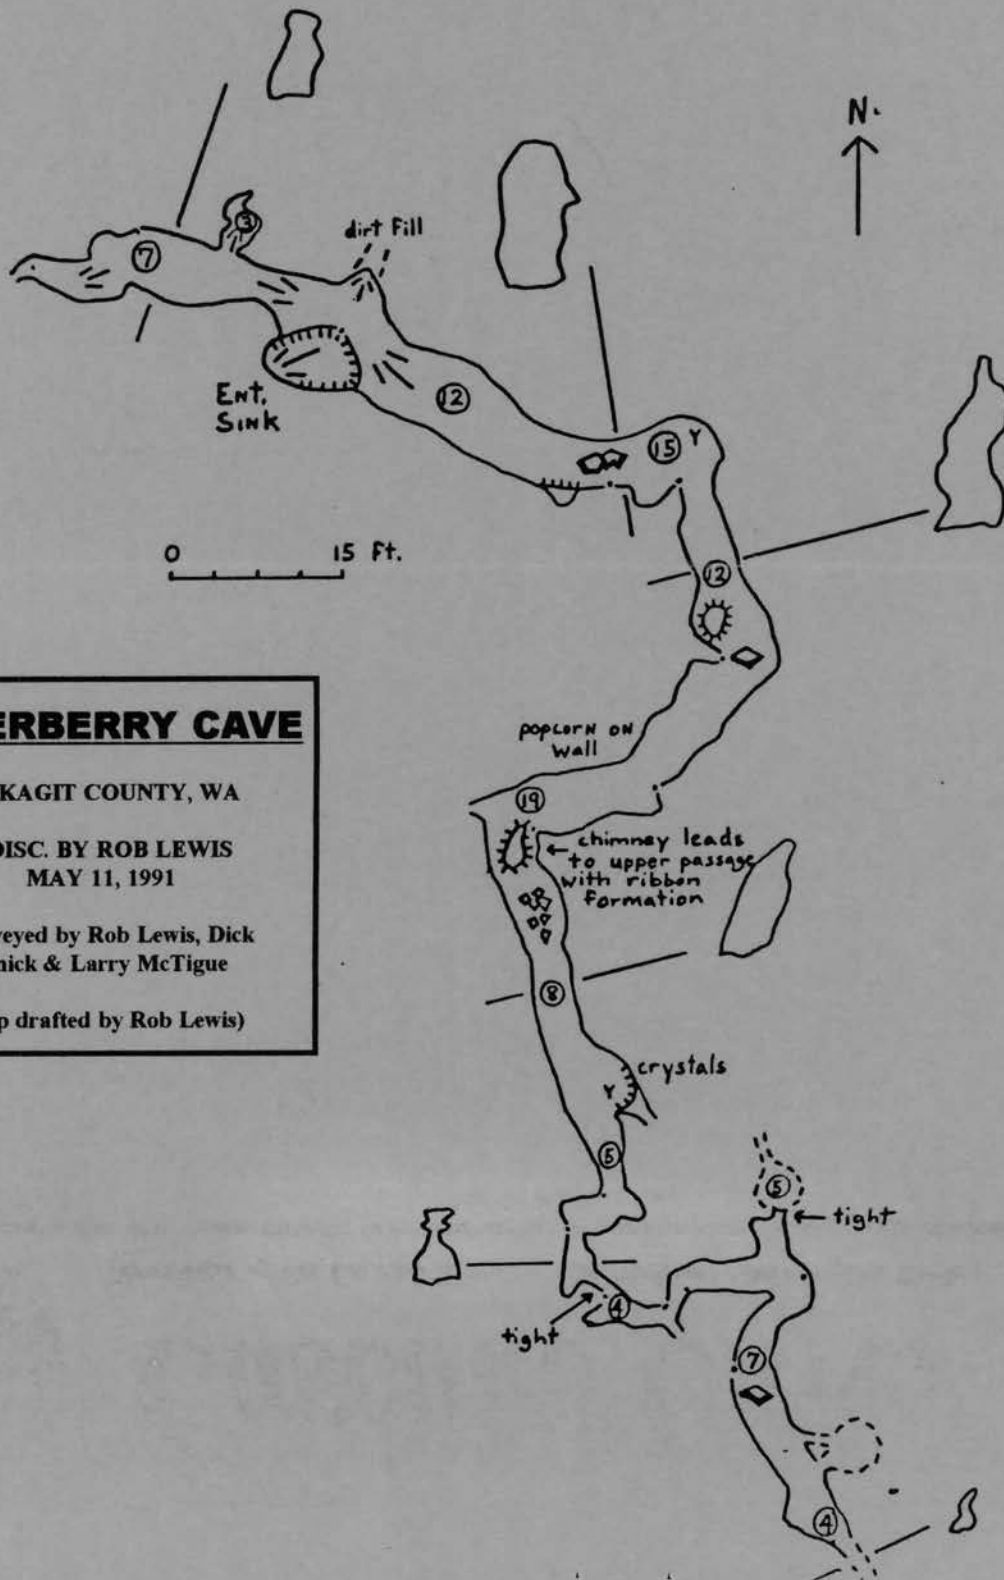 N.
③
dirt Fill
⑦
Ent.
Sink
⑫
⑮
Y
0 15 Ft.
⑫
ERBERRY CAVE
KAGIT COUNTY, WA
DISC. BY ROB LEWIS
MAY 11, 1991
veyed by Rob Lewis, Dick
nick & Larry McTigue
p drafted by Rob Lewis)
popcorn on
wall
⑲
chimney leads
to upper passage
with ribbon
formation
⑧
crystals
Y
⑤
⑤
tight
④
tight
⑦
④